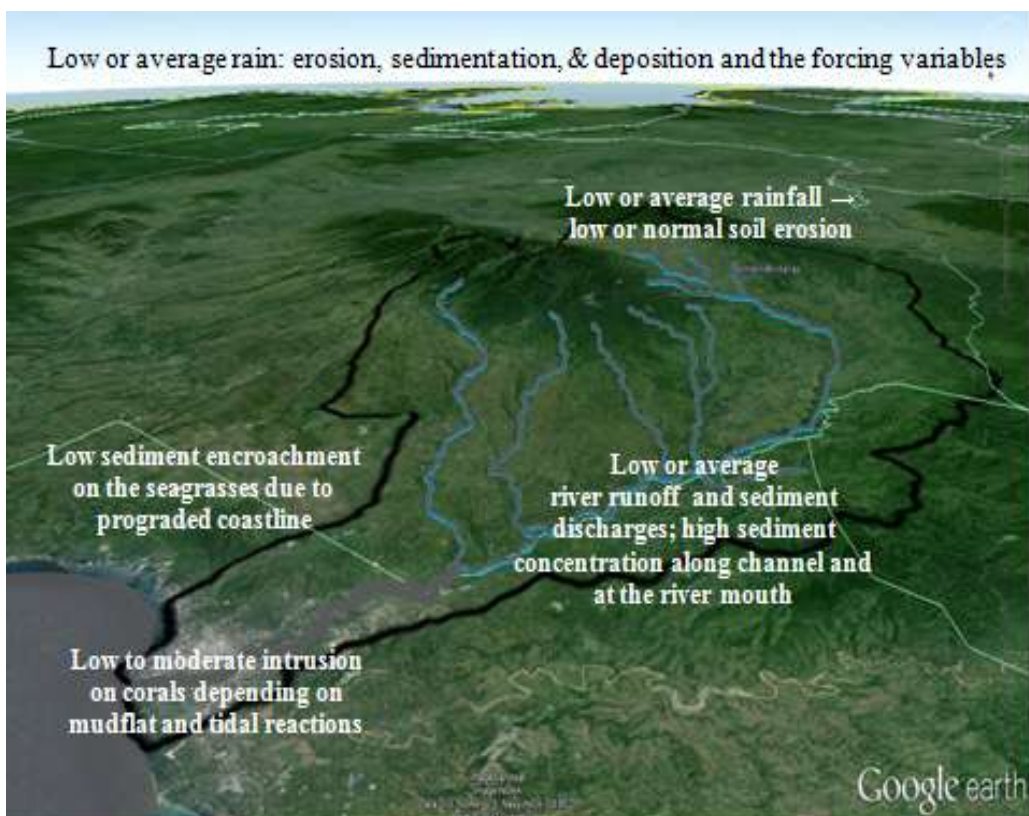 Low or average rain: erosion, sedimentation, & deposition and the forcing variables
Low or average rainfall →
low or normal soil erosion
Low sediment encroachment
on the seagrasses due to
prograded coastline
Low or average
river runoff and sediment
discharges; high sediment
concentration along channel and
at the river mouth
Low to moderate intrusion
on corals depending on
mudflat and tidal reactions
Google earth